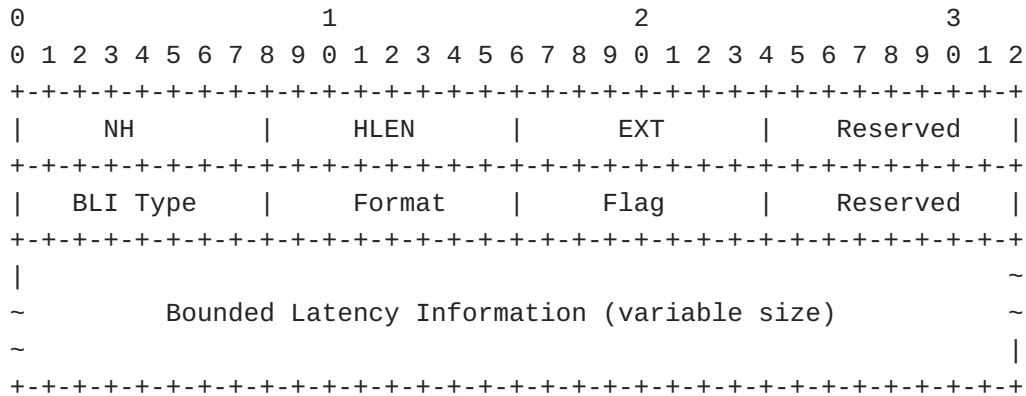 0                   1                   2                   3
0 1 2 3 4 5 6 7 8 9 0 1 2 3 4 5 6 7 8 9 0 1 2 3 4 5 6 7 8 9 0 1 2
+-+-+-+-+-+-+-+-+-+-+-+-+-+-+-+-+-+-+-+-+-+-+-+-+-+-+-+-+-+-+-+-+
|     NH        |     HLEN      |      EXT      |    Reserved   |
+-+-+-+-+-+-+-+-+-+-+-+-+-+-+-+-+-+-+-+-+-+-+-+-+-+-+-+-+-+-+-+-+
|   BLI Type    |     Format    |     Flag      |    Reserved   |
+-+-+-+-+-+-+-+-+-+-+-+-+-+-+-+-+-+-+-+-+-+-+-+-+-+-+-+-+-+-+-+-+
|                                                               ~
~         Bounded Latency Information (variable size)           ~
~                                                               |
+-+-+-+-+-+-+-+-+-+-+-+-+-+-+-+-+-+-+-+-+-+-+-+-+-+-+-+-+-+-+-+-+